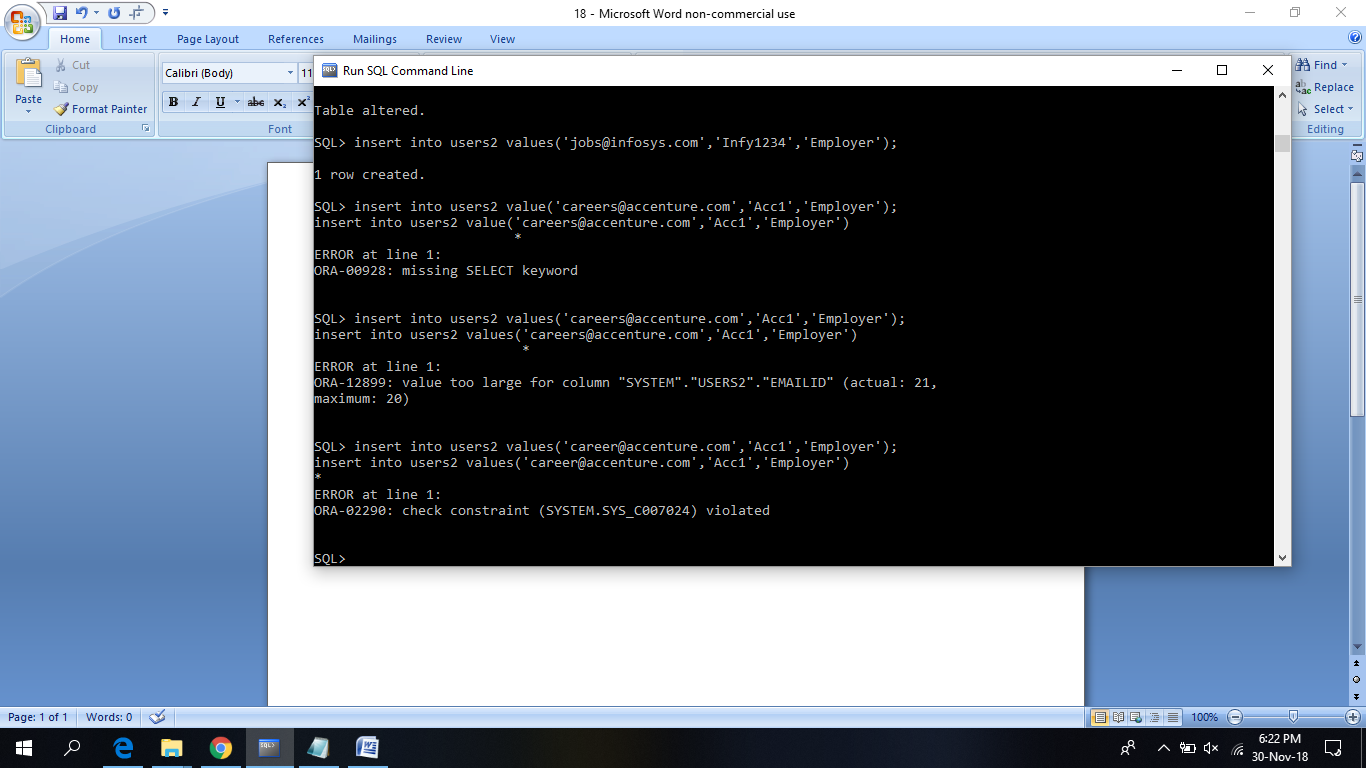 18 - Microsoft Word non-commercial use
Home Insert Page Layout References Mailings Review View
Paste
Cut
Copy
Format Painter
Clipboard
Calibri (Body) 11
B I U abc X₂ X²
Font
Find
Replace
Select
Editing
Run SQL Command Line
Table altered.
SQL> insert into users2 values('jobs@infosys.com','Infy1234','Employer');
1 row created.
SQL> insert into users2 value('careers@accenture.com','Acc1','Employer');
insert into users2 value('careers@accenture.com','Acc1','Employer')
*
ERROR at line 1:
ORA-00928: missing SELECT keyword
SQL> insert into users2 values('careers@accenture.com','Acc1','Employer');
insert into users2 values('careers@accenture.com','Acc1','Employer')
*
ERROR at line 1:
ORA-12899: value too large for column "SYSTEM"."USERS2"."EMAILID" (actual: 21,
maximum: 20)
SQL> insert into users2 values('career@accenture.com','Acc1','Employer');
insert into users2 values('career@accenture.com','Acc1','Employer')
*
ERROR at line 1:
ORA-02290: check constraint (SYSTEM.SYS_C007024) violated
SQL>
Page: 1 of 1 Words: 0 100%
6:22 PM
30-Nov-18